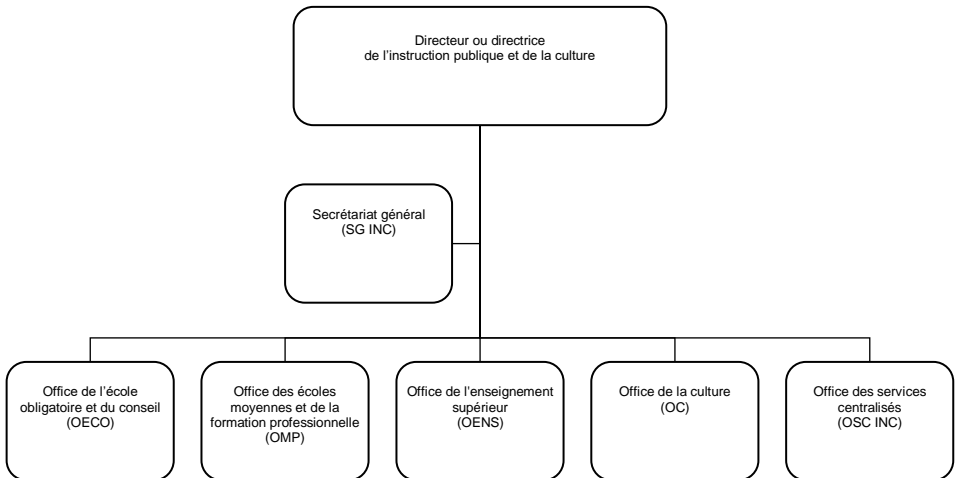 Directeur ou directrice
de l'instruction publique et de la culture
Secrétariat général
(SG INC)
Office de l'école
obligatoire et du conseil
(OECO)
Office des écoles
moyennes et de la
formation professionnelle
(OMP)
Office de l'enseignement
supérieur
(OENS)
Office de la culture
(OC)
Office des services
centralisés
(OSC INC)